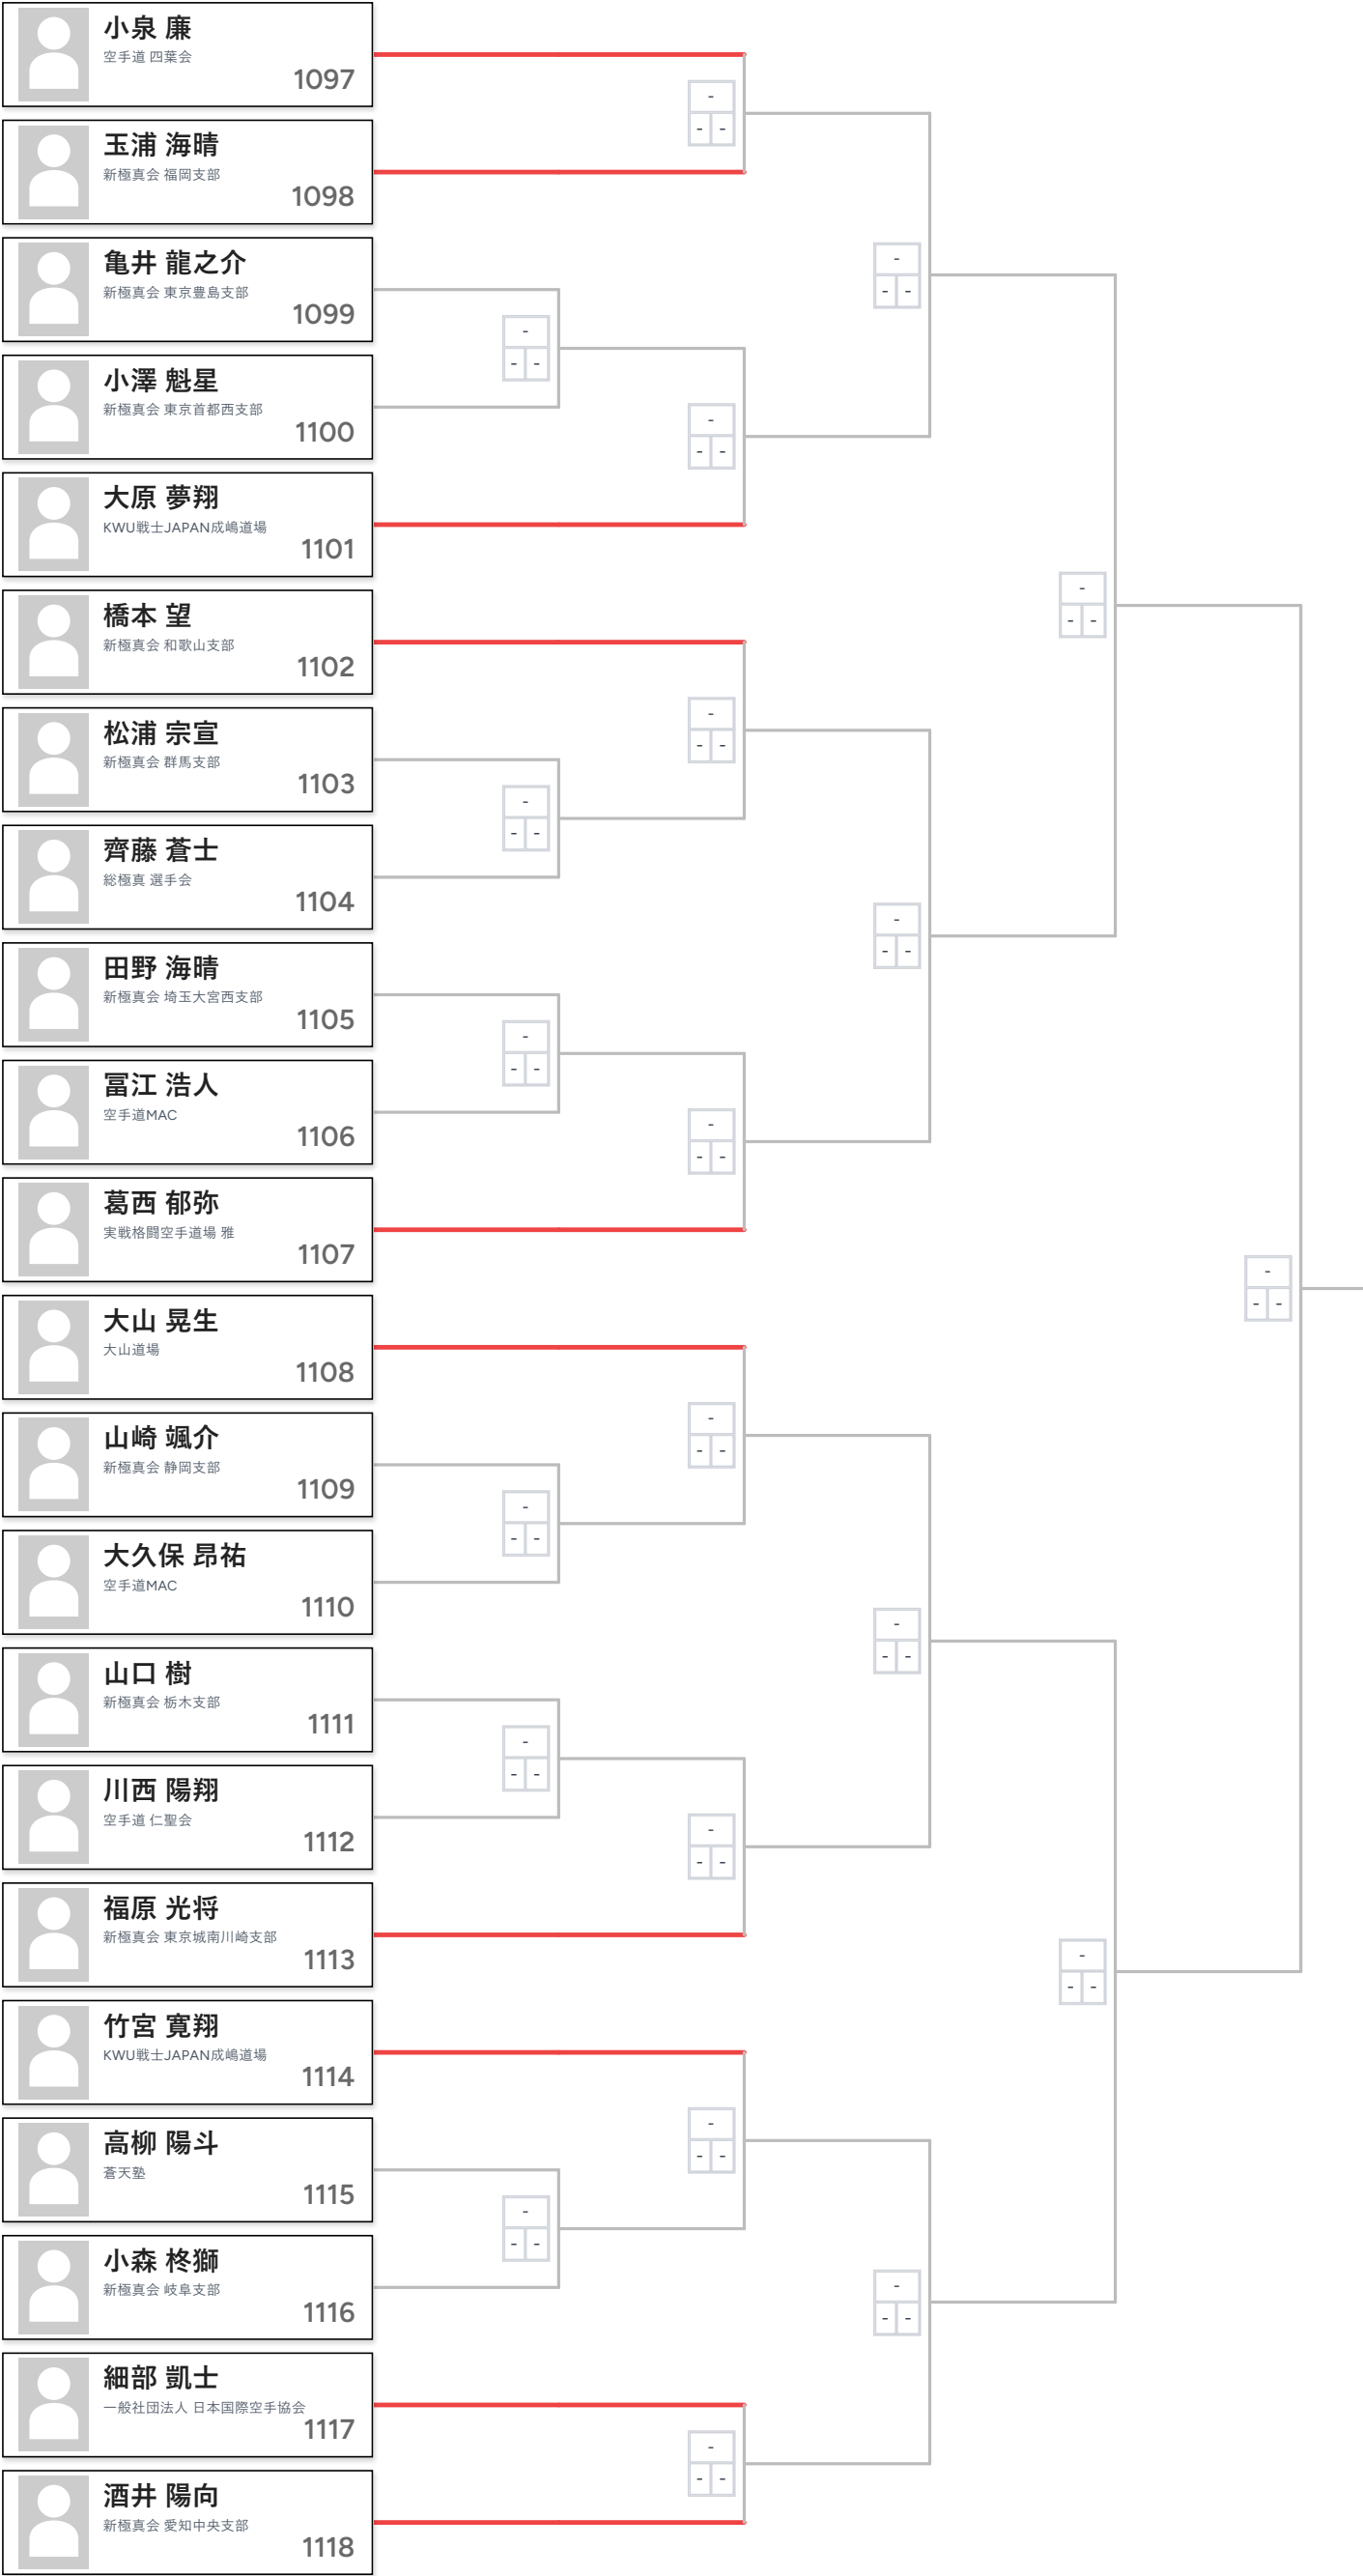 小泉 廉
空手道 四葉会
1097
-
- -
玉浦 海晴
新極真会 福岡支部
1098
亀井 龍之介
新極真会 東京豊島支部
1099
-
- -
-
- -
小澤 魁星
新極真会 東京首都西支部
1100
-
- -
大原 夢翔
KWU戦士JAPAN成嶋道場
1101
-
- -
橋本 望
新極真会 和歌山支部
1102
松浦 宗宣
新極真会 群馬支部
1103
-
- -
-
- -
齊藤 蒼士
総極真 選手会
1104
-
- -
田野 海晴
新極真会 埼玉大宮西支部
1105
-
- -
冨江 浩人
空手道MAC
1106
-
- -
葛西 郁弥
実戦格闘空手道場 雅
1107
-
- -
大山 晃生
大山道場
1108
山崎 颯介
新極真会 静岡支部
1109
-
- -
-
- -
大久保 昂祐
空手道MAC
1110
-
- -
山口 樹
新極真会 栃木支部
1111
-
- -
川西 陽翔
空手道 仁聖会
1112
-
- -
福原 光将
新極真会 東京城南川崎支部
1113
-
- -
竹宮 寛翔
KWU戦士JAPAN成嶋道場
1114
高柳 陽斗
蒼天塾
1115
-
- -
-
- -
小森 柊獅
新極真会 岐阜支部
1116
-
- -
細部 凱士
一般社団法人 日本国際空手協会
1117
-
- -
酒井 陽向
新極真会 愛知中央支部
1118